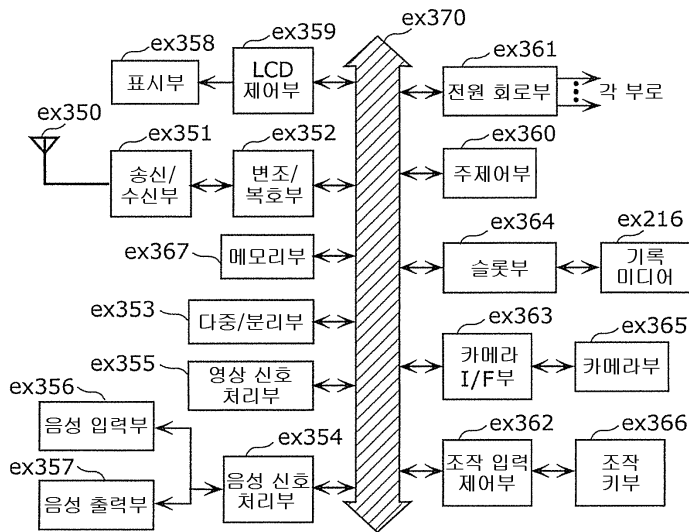 ex370
ex359
ex358
LCD
제어부
표시부
ex361
전원 회로부
각 부로
ex350
ex351
ex352
송신/
수신부
변조/
복호부
ex360
주제어부
ex367
메모리부
ex364
슬롯부
ex216
기록
미디어
ex353
다중/분리부
ex363
카메라
I/F부
ex365
카메라부
ex355
영상 신호
처리부
ex356
음성 입력부
ex354
음성 신호
처리부
ex357
음성 출력부
ex362
조작 입력
제어부
ex366
조작
키부